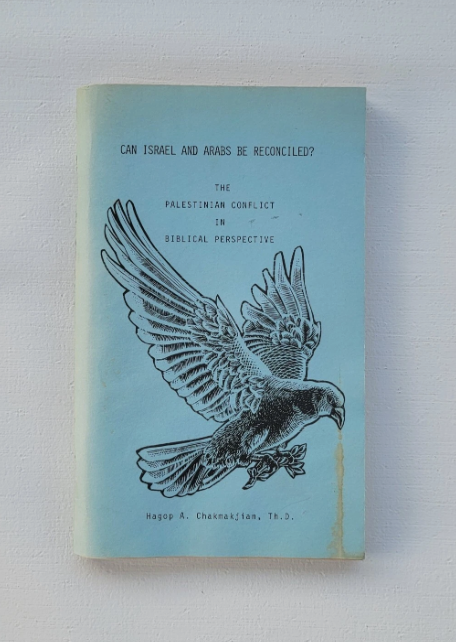 CAN ISRAEL AND ARABS BE RECONCILED?
THE
PALESTINIAN CONFLICT
IN
BIBLICAL PERSPECTIVE
Hagop A. Chakmakjian, Th.D.